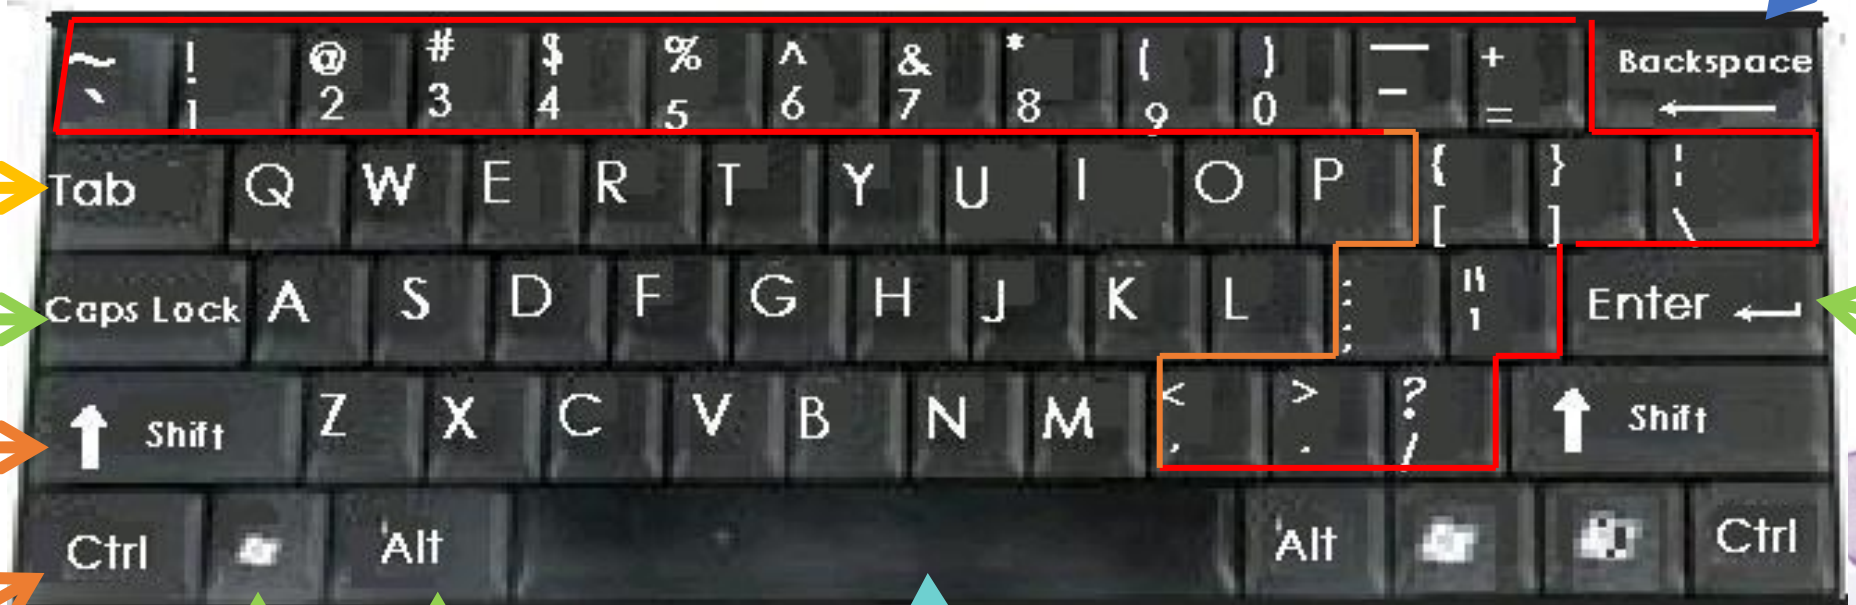 ~ ! @ # $ % ^ & * ( ) — + Backspace
` 1 2 3 4 5 6 7 8 9 0 - =
Tab Q W E R T Y U I O P { } ¦
[ ] \
Caps Lock A S D F G H J K L : " Enter
; '
Shift Z X C V B N M < > ? Shift
, . /
Ctrl Alt Alt Ctrl